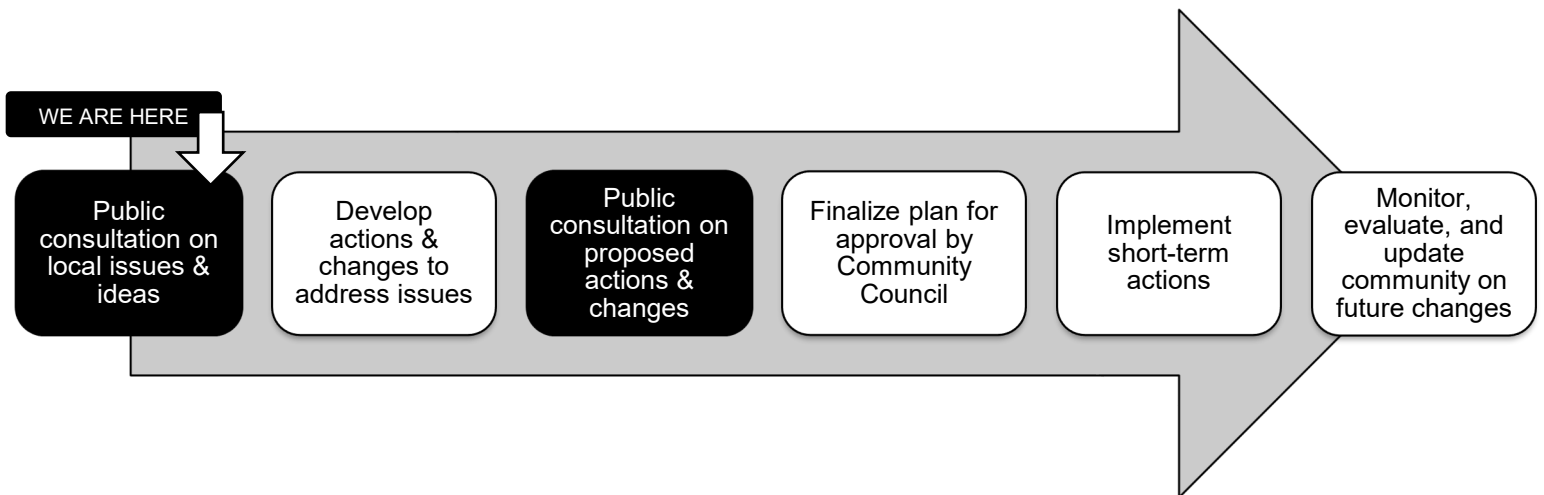 WE ARE HERE
Public
consultation on
local issues &
ideas
Develop
actions &
changes to
address issues
Public
consultation on
proposed
actions &
changes
Finalize plan for
approval by
Community
Council
Implement
short-term
actions
Monitor,
evaluate, and
update
community on
future changes